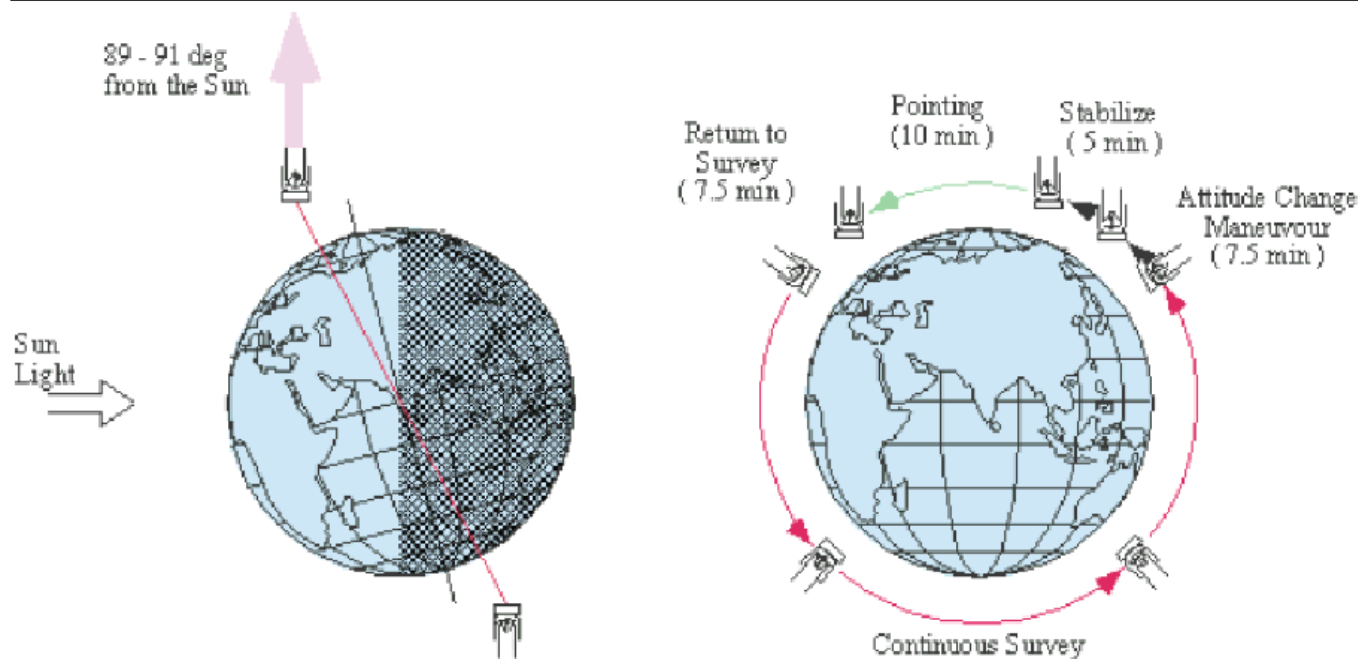 89 - 91 deg
from the Sun
Sun
Light
Return to
Survey
( 7.5 min )
Pointing
(10 min )
Stabilize
( 5 min )
Attitude Change
Maneuvour
( 7.5 min )
Continuous Survey